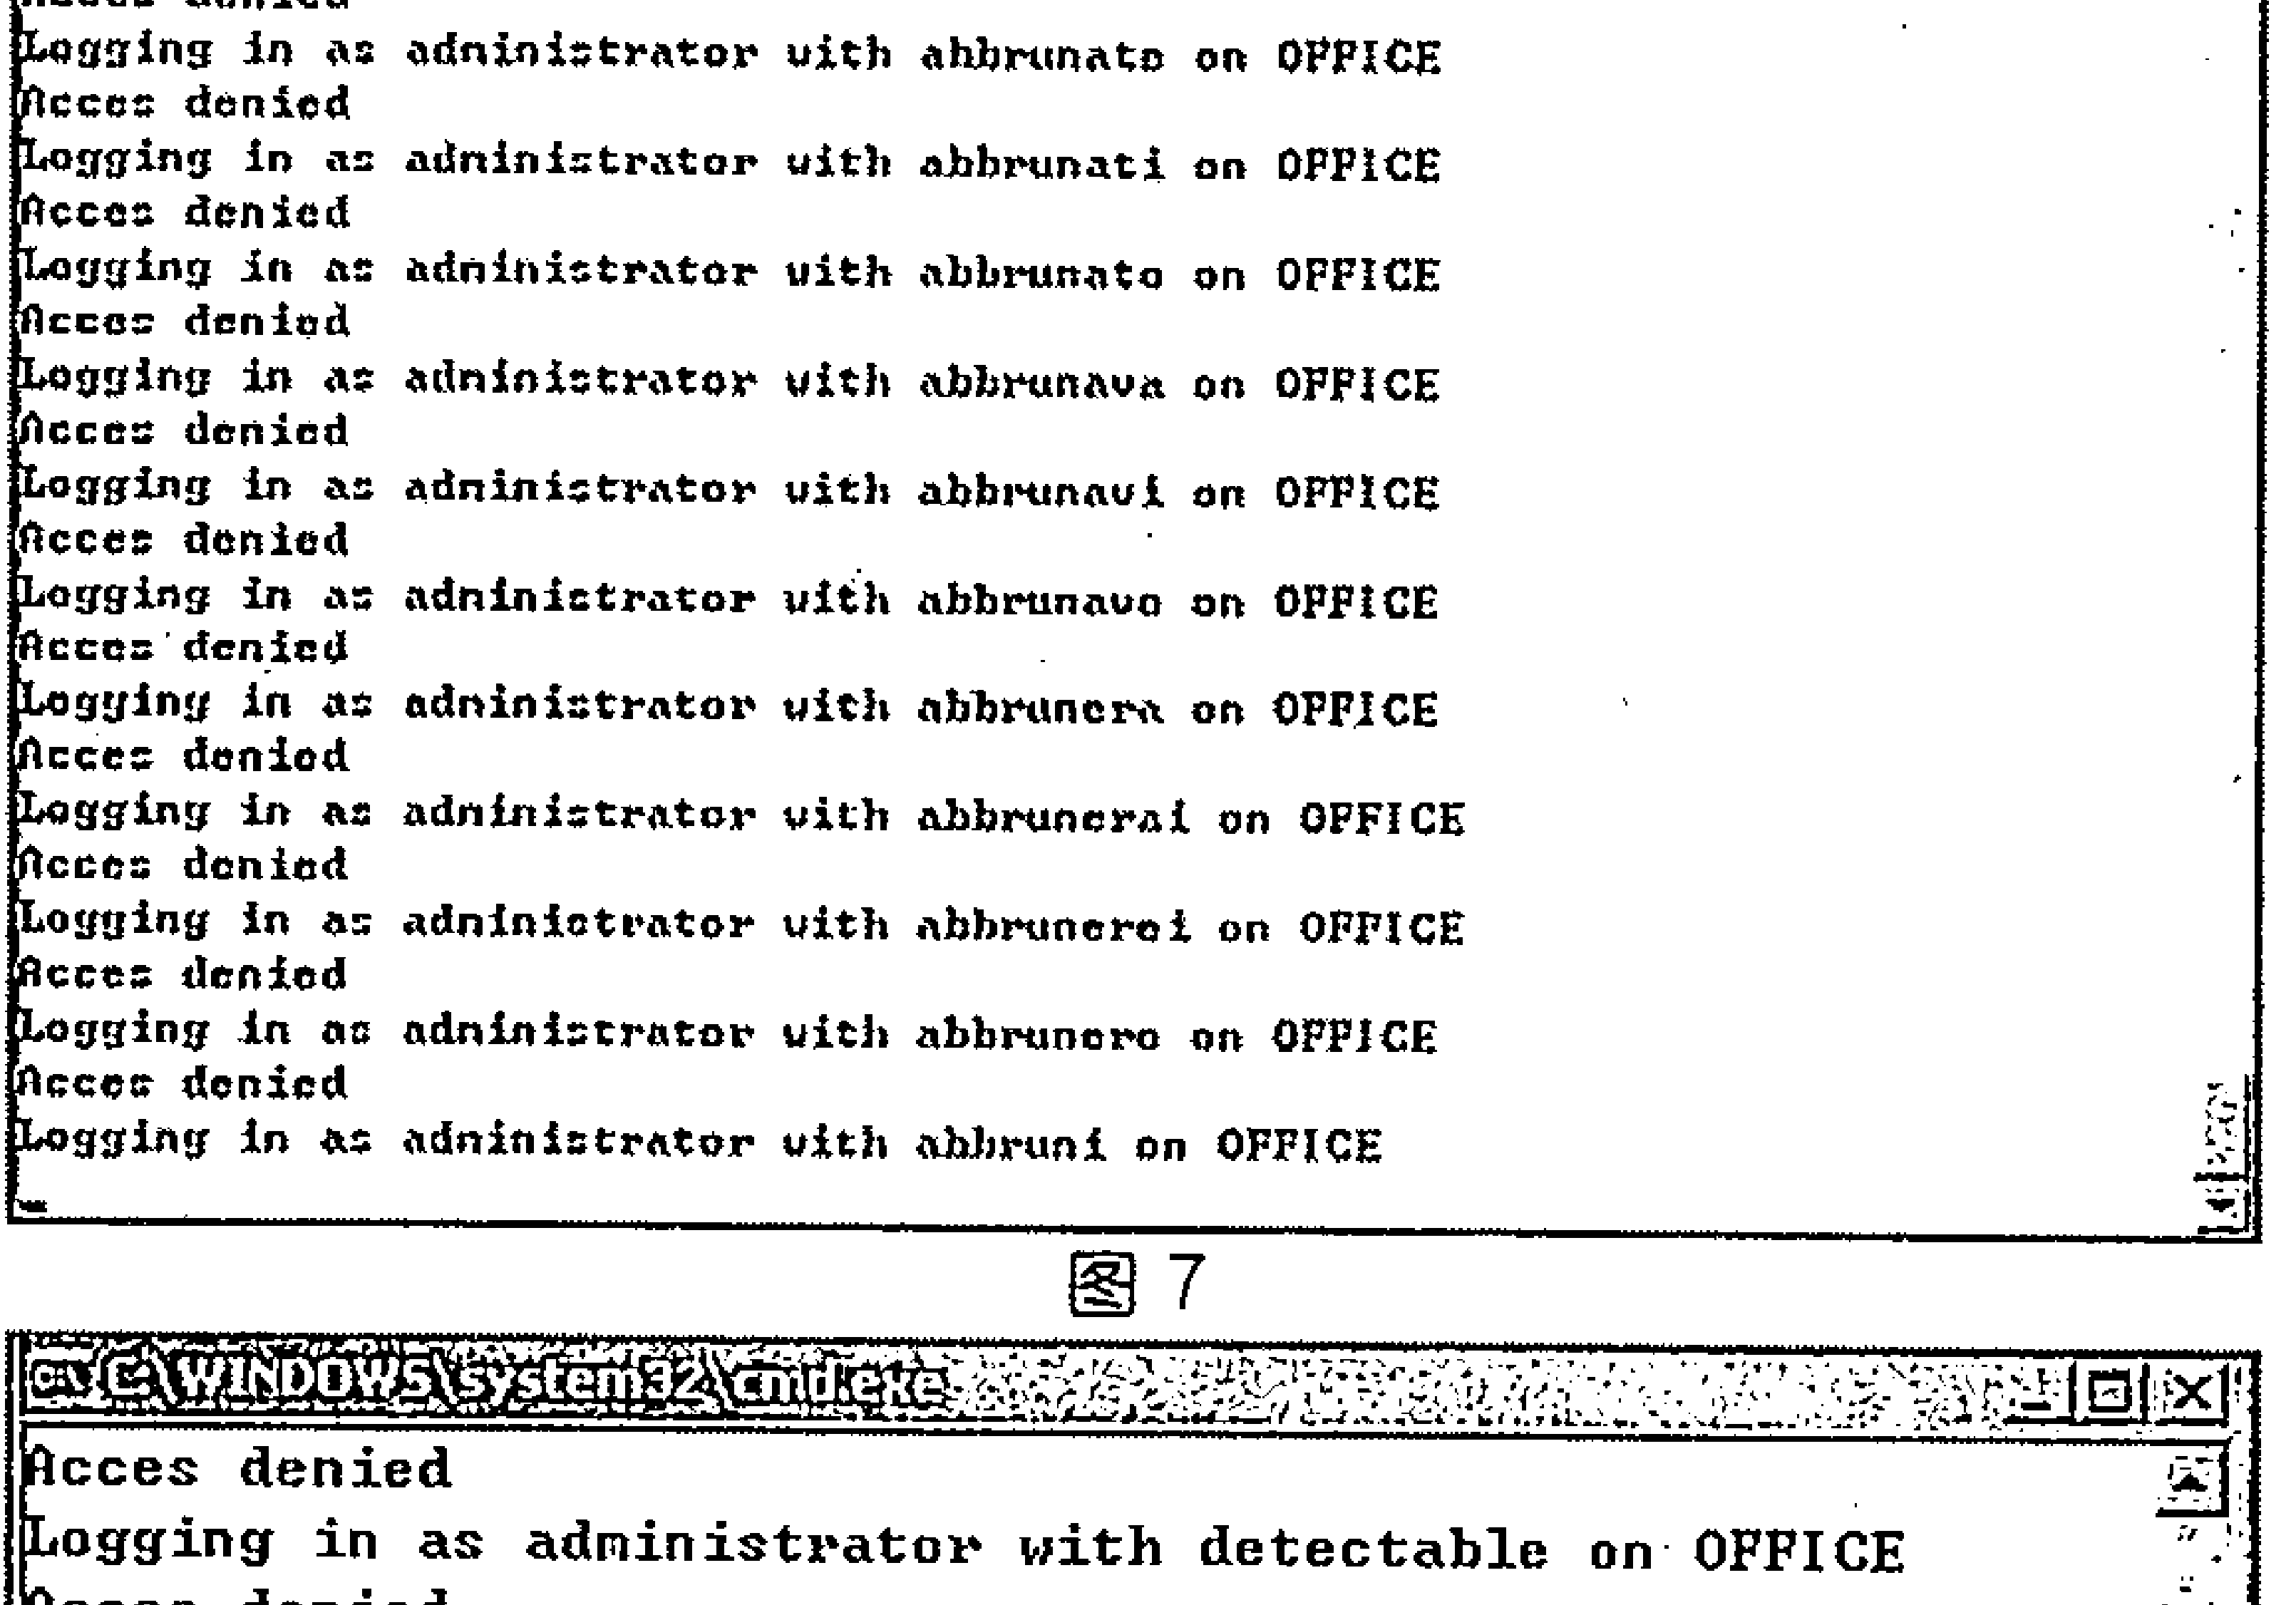 Acces denied
Logging in as administrator with abbrunate on OFFICE
Acces denied
Logging in as administrator with abbrunati on OFFICE
Acces denied
Logging in as administrator with abbrunato on OFFICE
Acces denied
Logging in as administrator with abbrunava on OFFICE
Acces denied
Logging in as administrator with abbrunavi on OFFICE
Acces denied
Logging in as administrator with abbrunavo on OFFICE
Acces denied
Logging in as administrator with abbrunera on OFFICE
Acces denied
Logging in as administrator with abbrunerai on OFFICE
Acces denied
Logging in as administrator with abbrunerei on OFFICE
Acces denied
Logging in as administrator with abbrunero on OFFICE
Acces denied
Logging in as administrator with abbruni on OFFICE
图 7
C:\WINDOWS\system32\cmd.exe
Acces denied
Logging in as administrator with detectable on OFFICE
Acces denied